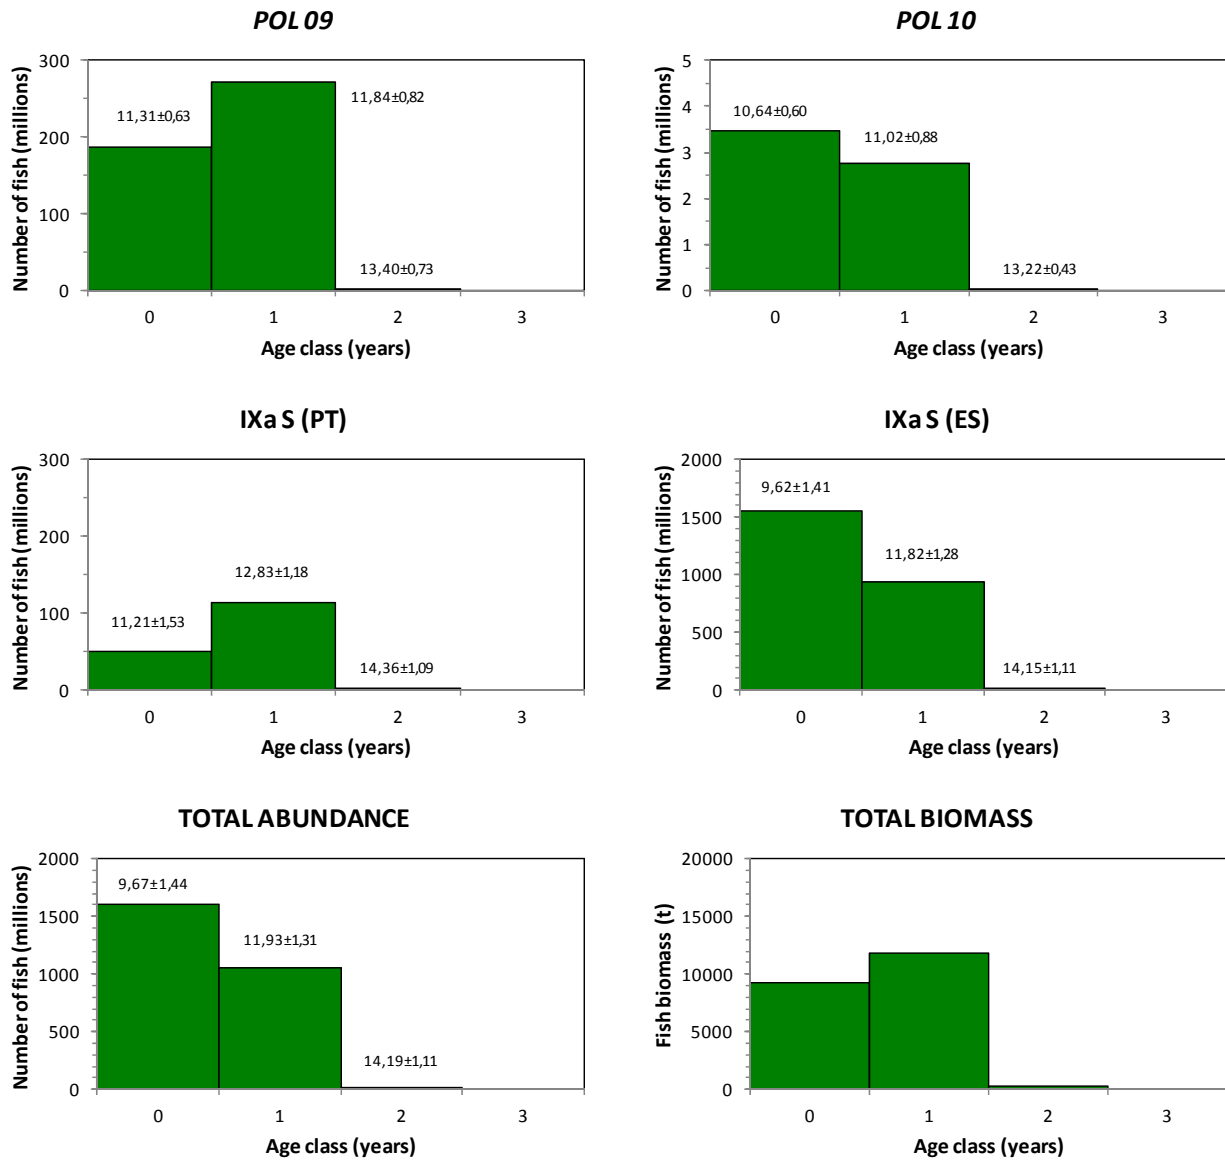 POL 09
Number of fish (millions)
300
200
100
0
11,31±0,63
11,84±0,82
13,40±0,73
0 1 2 3
Age class (years)
POL 10
Number of fish (millions)
5
4
3
2
1
0
10,64±0,60
11,02±0,88
13,22±0,43
0 1 2 3
Age class (years)
IXa S (PT)
Number of fish (millions)
300
200
100
0
11,21±1,53
12,83±1,18
14,36±1,09
0 1 2 3
Age class (years)
IXa S (ES)
Number of fish (millions)
2000
1500
1000
500
0
9,62±1,41
11,82±1,28
14,15±1,11
0 1 2 3
Age class (years)
TOTAL ABUNDANCE
Number of fish (millions)
2000
1500
1000
500
0
9,67±1,44
11,93±1,31
14,19±1,11
0 1 2 3
Age class (years)
TOTAL BIOMASS
Fish biomass (t)
20000
15000
10000
5000
0
0 1 2 3
Age class (years)